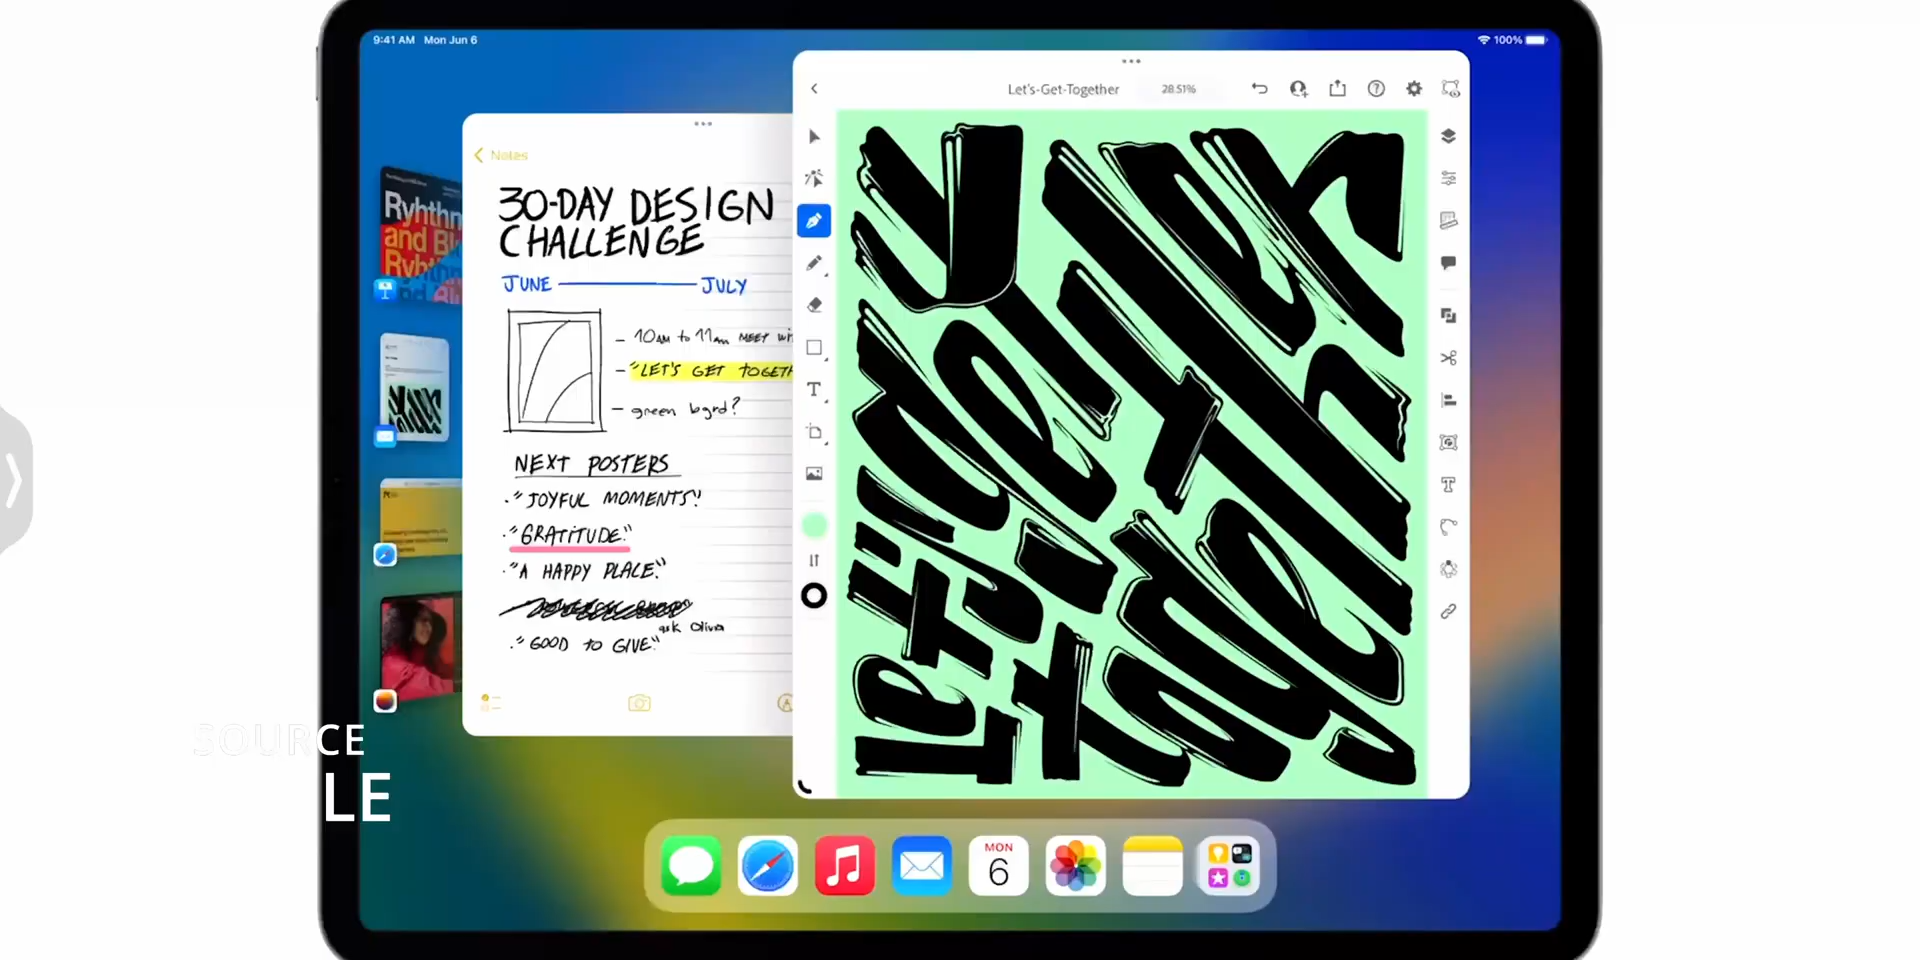 9:41 AM Mon Jun 6
100%
Let's-Get-Together
28.51%
Notes
30-DAY DESIGN
CHALLENGE
JUNE JULY
- 10AM to 11am MEET
- "LET'S GET
- green bgrd?
NEXT POSTERS
· "JOYFUL MOMENTS"
· "GRATITUDE"
· "A HAPPY PLACE"
ask Olivia
· "GOOD TO GIVE"
Let's
Get
Together
MON
6
SOURCE
LE